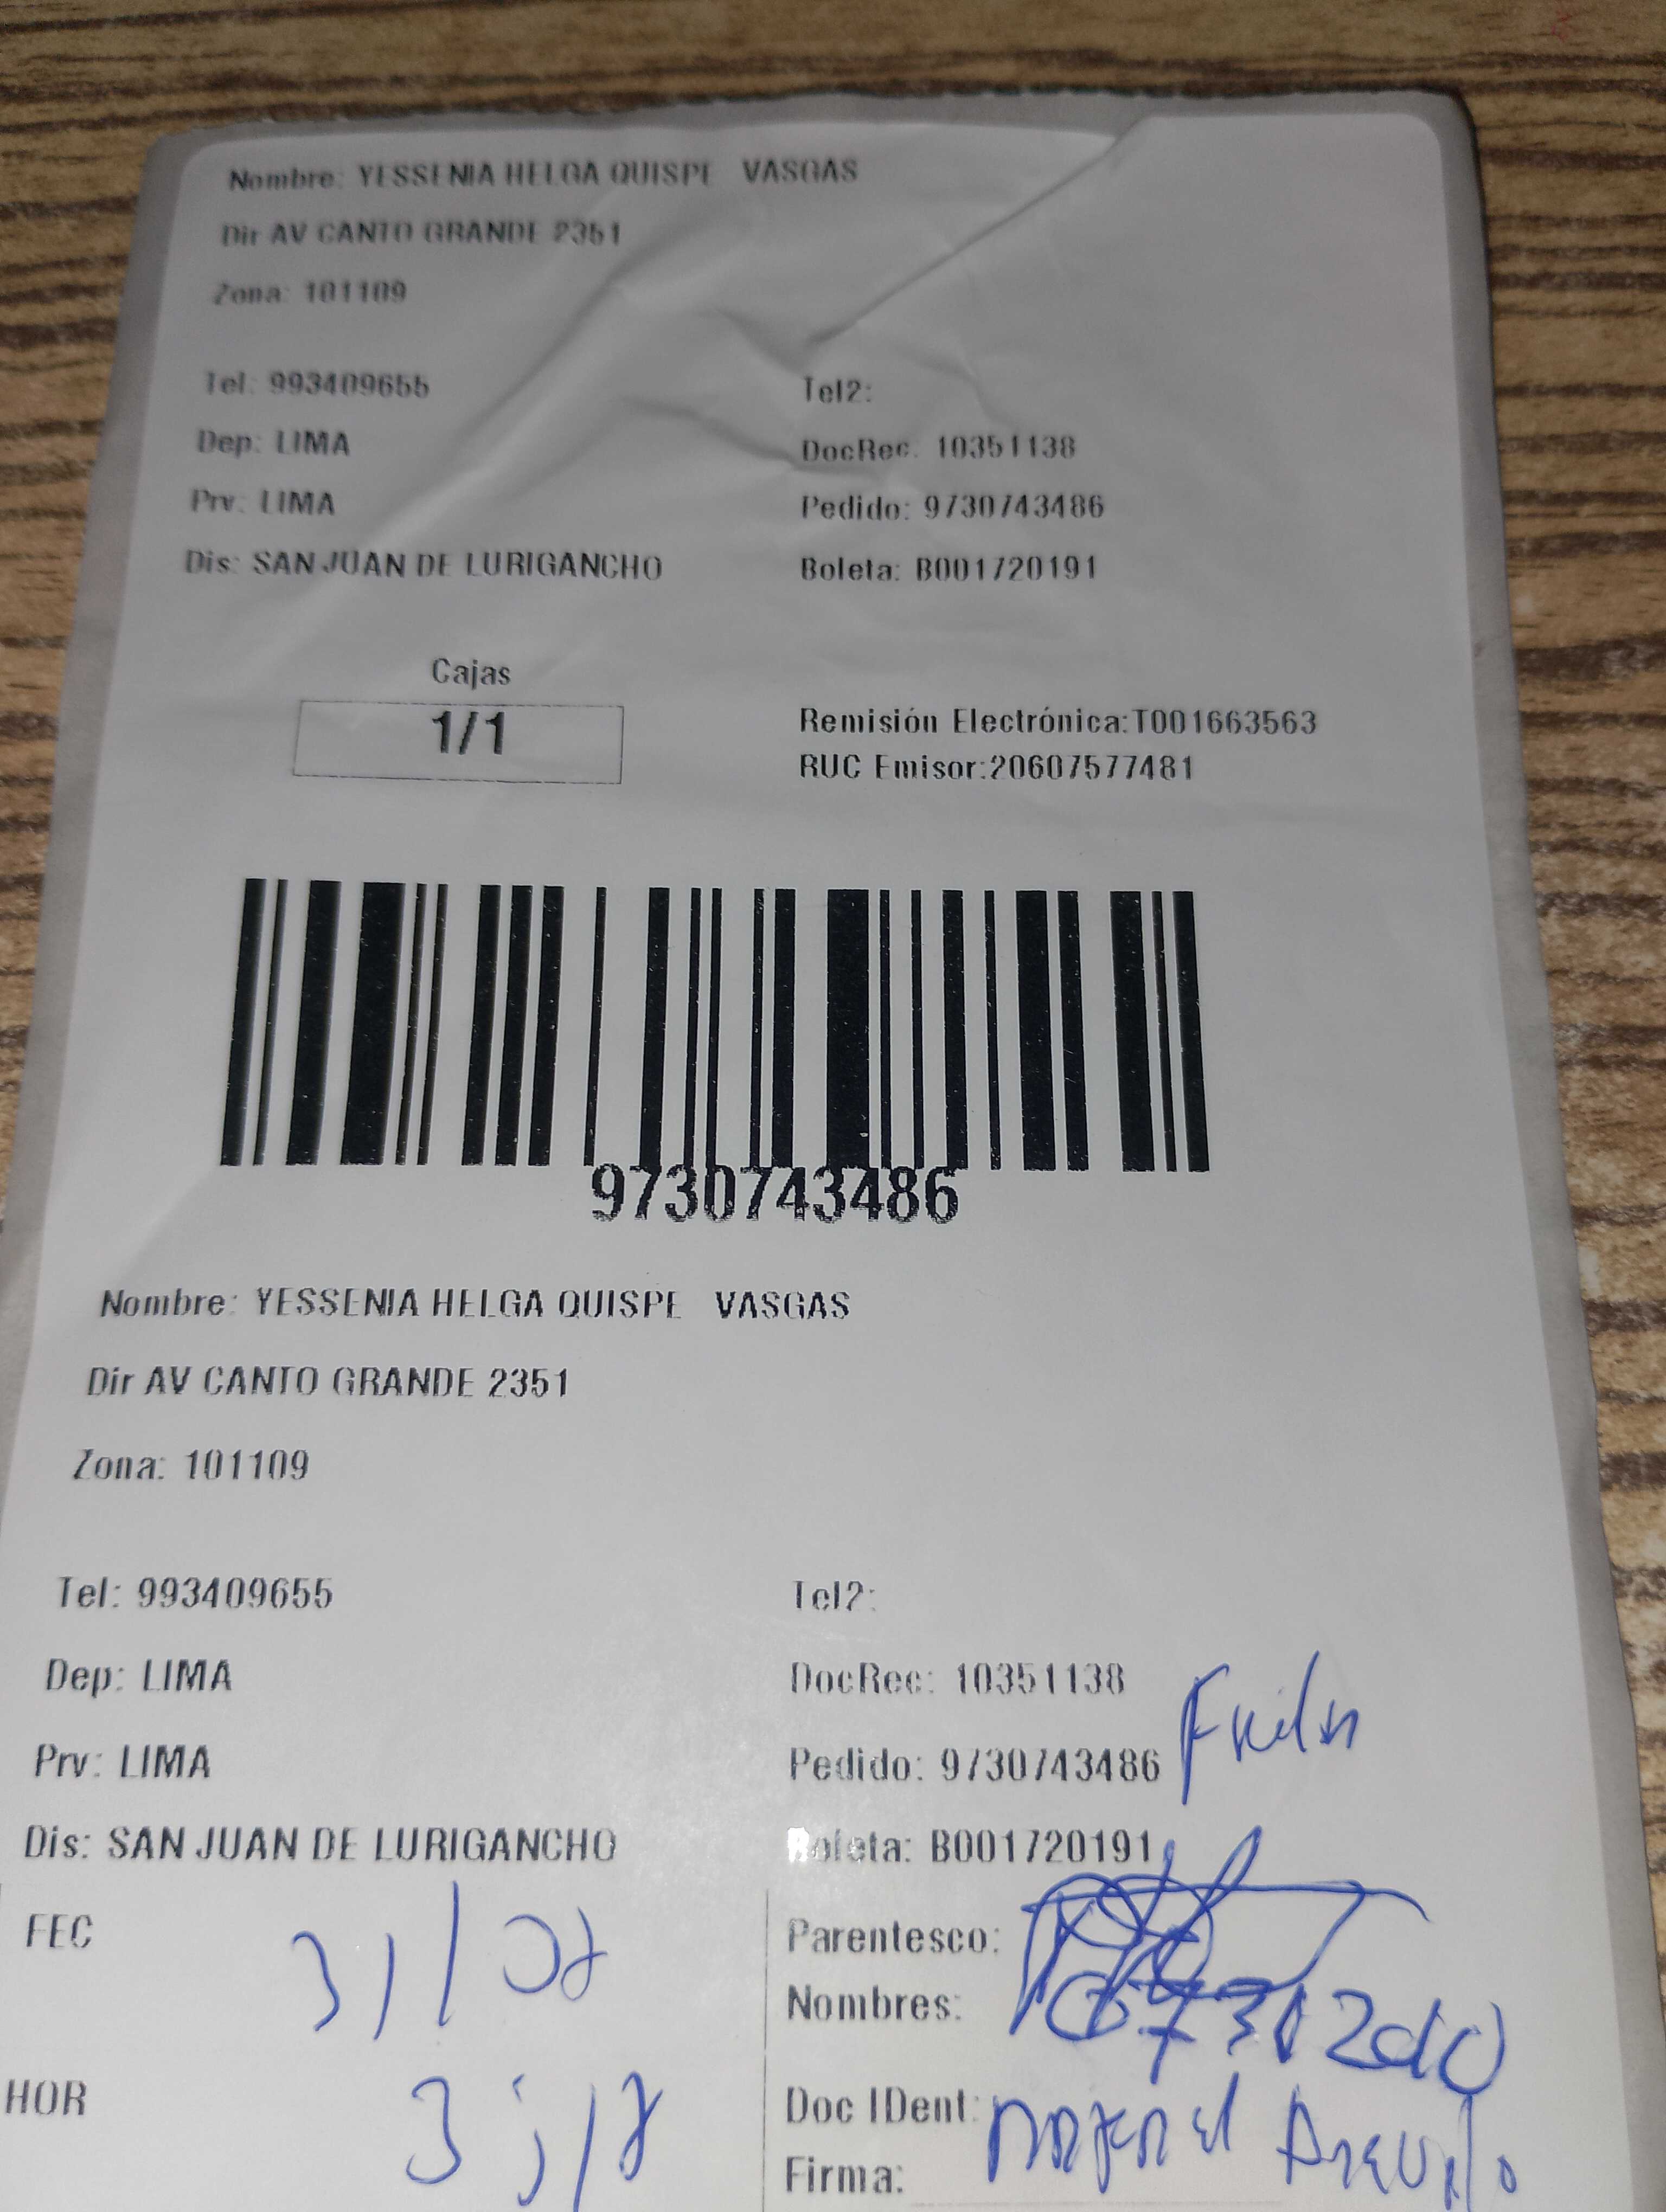 Nombre: YESSENIA HELGA QUISPE VASGAS
Dir AV CANTO GRANDE 2351
Zona: 101109
Tel: 993409655 Tel2:
Dep: LIMA DocRec: 10351138
Prv: LIMA Pedido: 9730743486
Dis: SAN JUAN DE LURIGANCHO Boleta: B001720191
Cajas
1/1
Remisión Electrónica:T001663563
RUC Emisor:20607577481
9730743486
Nombre: YESSENIA HELGA QUISPE VASGAS
Dir AV CANTO GRANDE 2351
Zona: 101109
Tel: 993409655 Tel2:
Dep: LIMA DocRec: 10351138
Prv: LIMA Pedido: 9730743486
Dis: SAN JUAN DE LURIGANCHO Boleta: B001720191
FEC Parentesco:
Nombres:
HOR Doc IDent:
Firma: